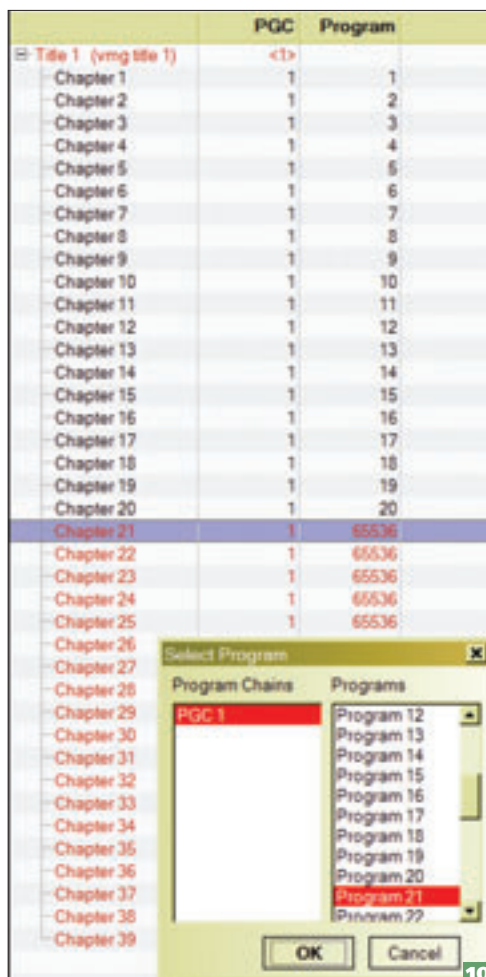 PGC Program
Title 1 (vmg title 1) <1>
Chapter 1 1 1
Chapter 2 1 2
Chapter 3 1 3
Chapter 4 1 4
Chapter 5 1 5
Chapter 6 1 6
Chapter 7 1 7
Chapter 8 1 8
Chapter 9 1 9
Chapter 10 1 10
Chapter 11 1 11
Chapter 12 1 12
Chapter 13 1 13
Chapter 14 1 14
Chapter 15 1 15
Chapter 16 1 16
Chapter 17 1 17
Chapter 18 1 18
Chapter 19 1 19
Chapter 20 1 20
Chapter 21 1 65536
Chapter 22 1 65536
Chapter 23 1 65536
Chapter 24 1 65536
Chapter 25 1 65536
Chapter 26
Chapter 27
Chapter 28
Chapter 29
Chapter 30
Chapter 31
Chapter 32
Chapter 33
Chapter 34
Chapter 35
Chapter 36
Chapter 37
Chapter 38
Chapter 39
Select Program
Program Chains Programs
PGC 1
Program 12
Program 13
Program 14
Program 15
Program 16
Program 17
Program 18
Program 19
Program 20
Program 21
Program 22
OK Cancel